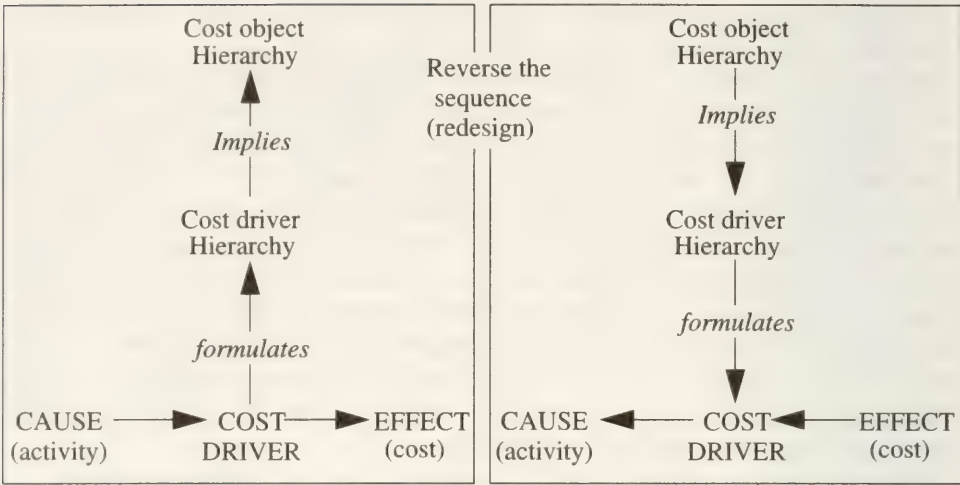 Cost object
Hierarchy
Implies
Cost driver
Hierarchy
formulates
CAUSE
(activity)
COST
DRIVER
EFFECT
(cost)
Reverse the
sequence
(redesign)
Cost object
Hierarchy
Implies
Cost driver
Hierarchy
formulates
CAUSE
(activity)
COST
DRIVER
EFFECT
(cost)